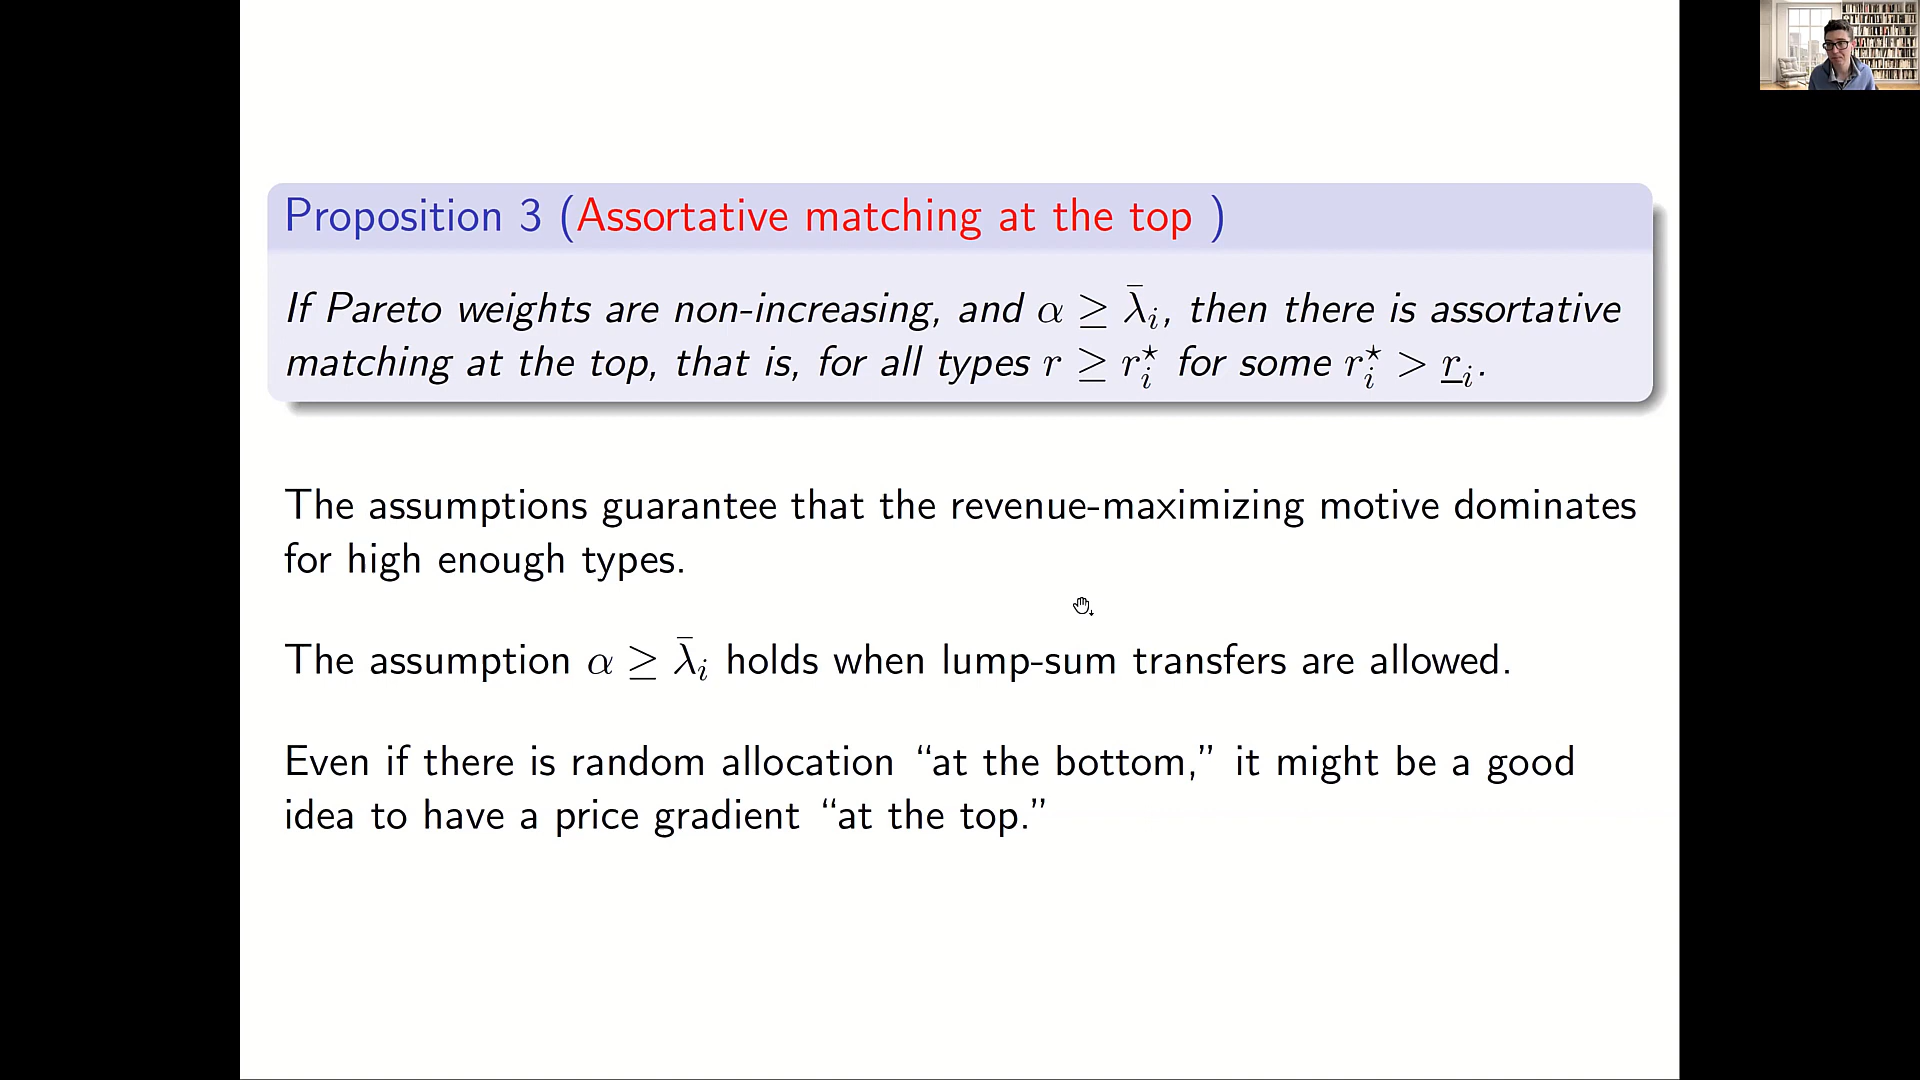 Proposition 3 (Assortative matching at the top )
If Pareto weights are non-increasing, and α ≥ λ̄ᵢ, then there is assortative
matching at the top, that is, for all types r ≥ rᵢ⋆ for some rᵢ⋆ > r̲ᵢ.
The assumptions guarantee that the revenue-maximizing motive dominates
for high enough types.
The assumption α ≥ λ̄ᵢ holds when lump-sum transfers are allowed.
Even if there is random allocation “at the bottom,” it might be a good
idea to have a price gradient “at the top.”